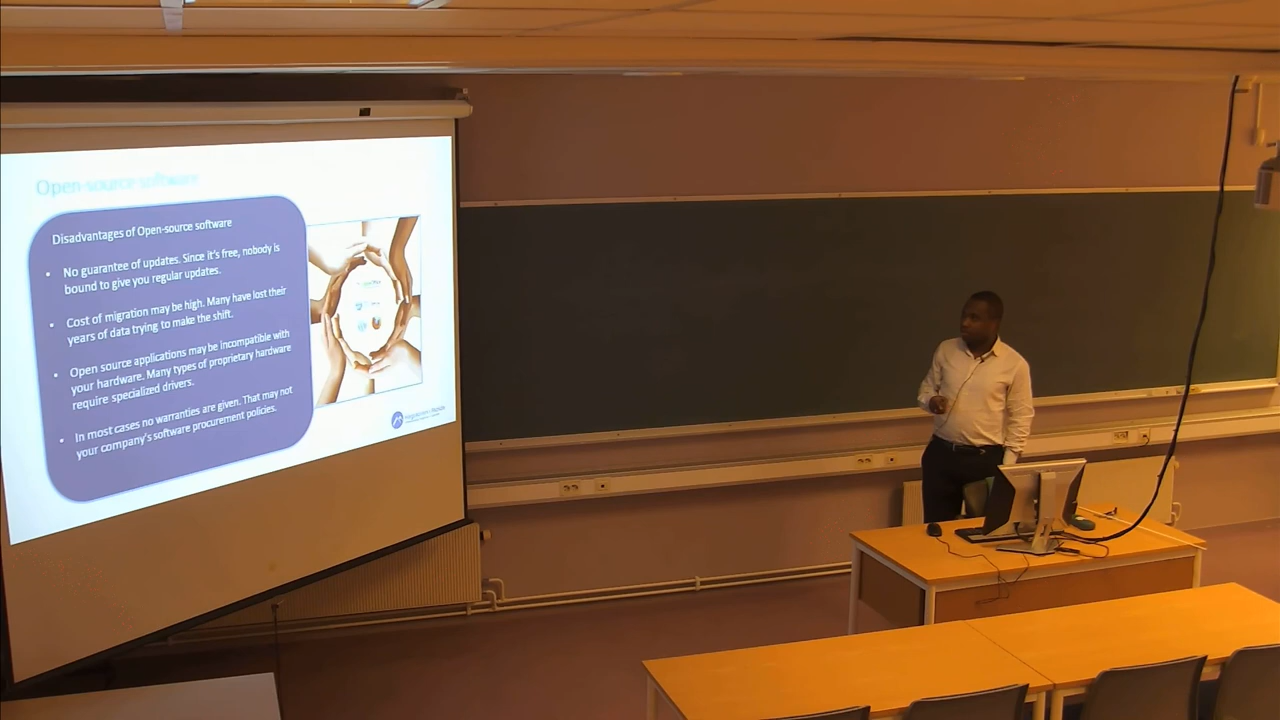 Open-source software
Disadvantages of Open-source software
• No guarantee of updates. Since it's free, nobody is
bound to give you regular updates.
• Cost of migration may be high. Many have lost their
years of data trying to make the shift.
• Open source applications may be incompatible with
your hardware. Many types of proprietary hardware
require specialized drivers.
• In most cases no warranties are given. That may not
your company's software procurement policies.